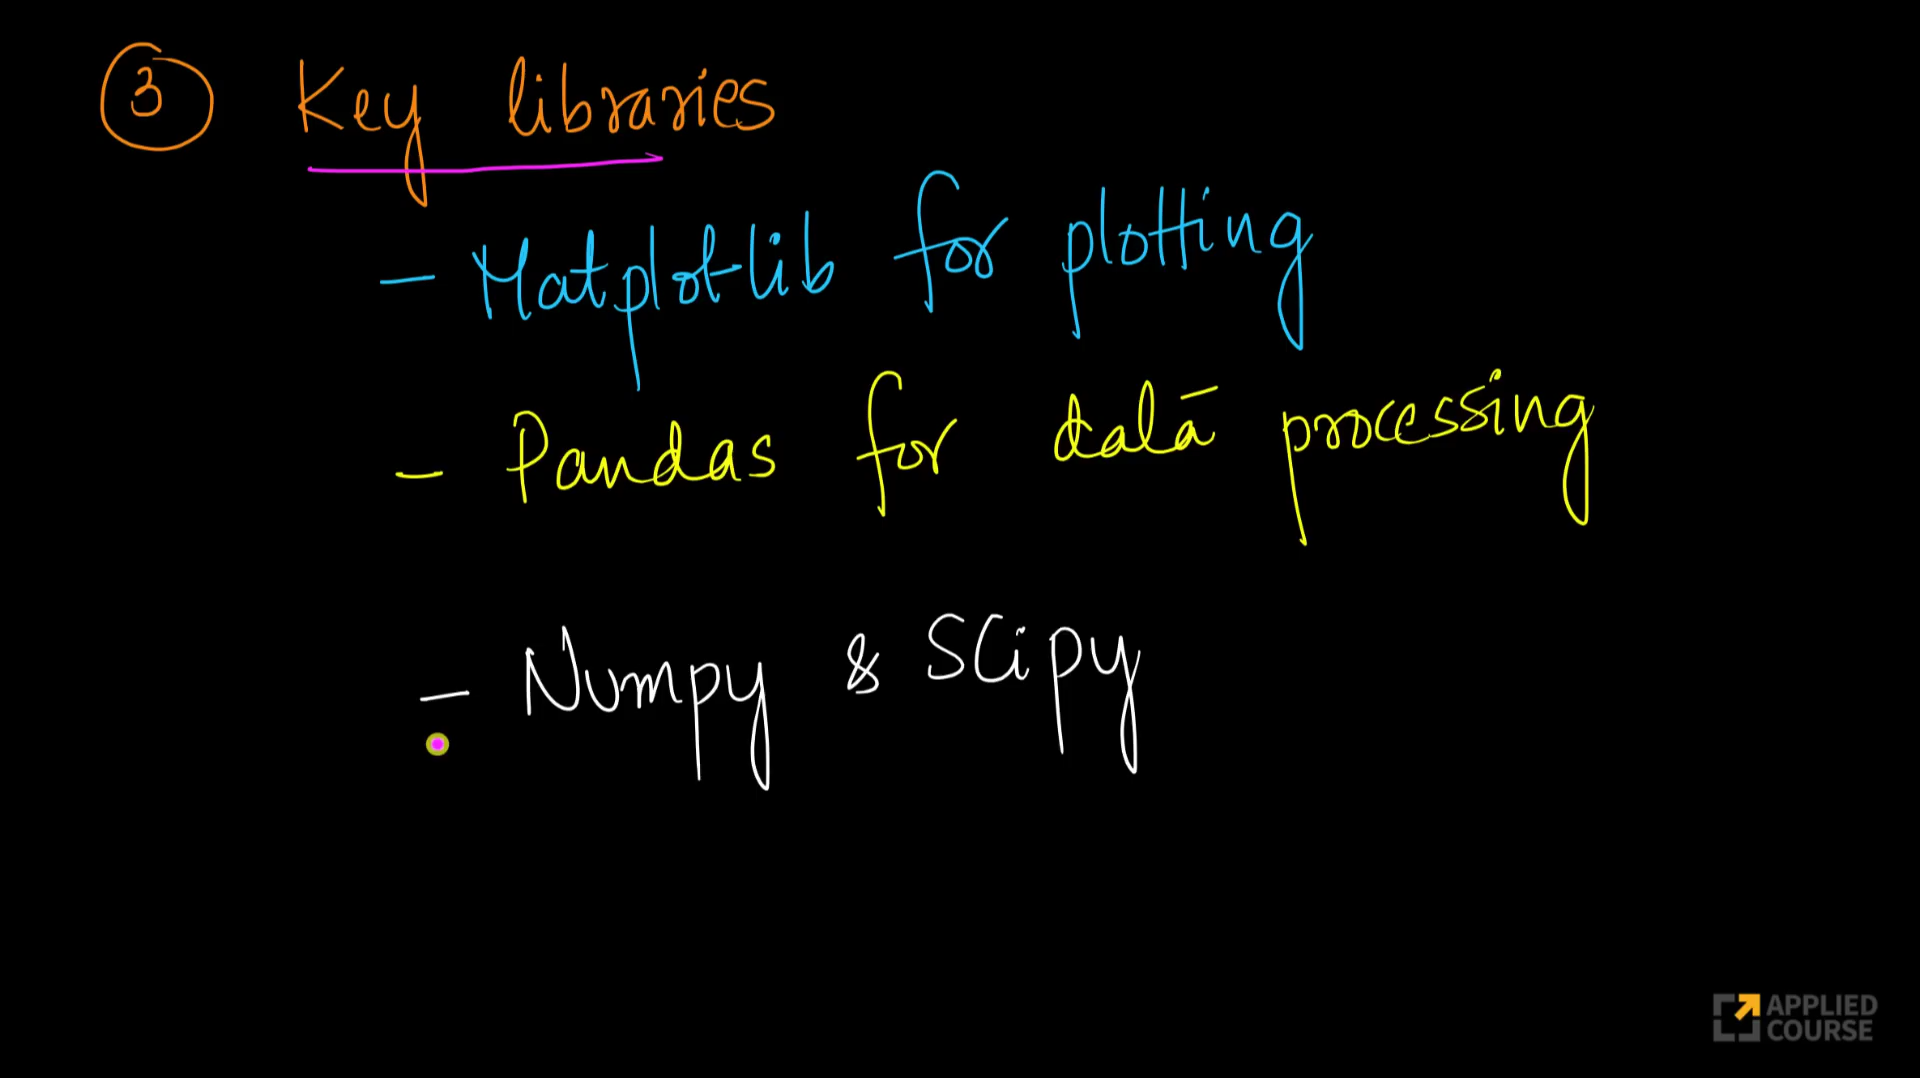 3 Key libraries
- Matplotlib for plotting
- Pandas for data processing
- Numpy & SCipy
APPLIED
COURSE